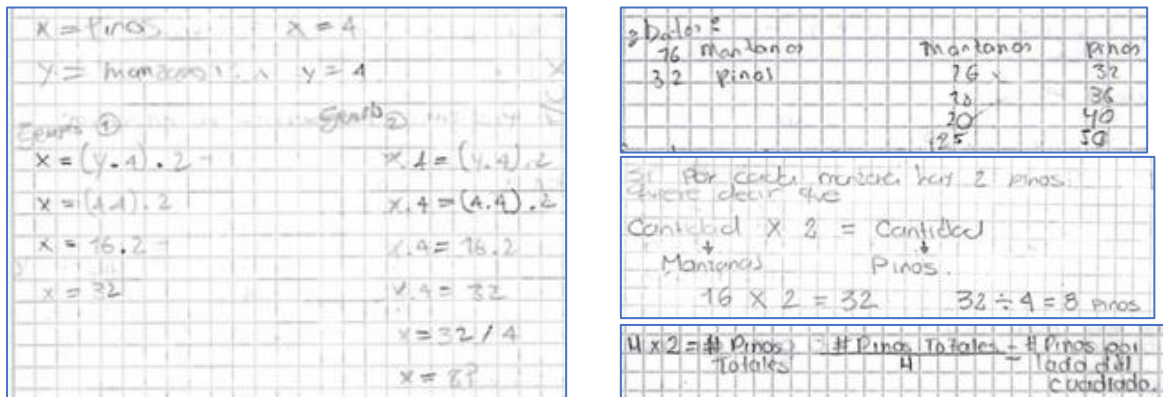 x = Pinos x = 4
y = manzanos y = 4
Ejemplo ①
x = (y . 4) . 2
x = (4.4) . 2
x = 16 . 2
x = 32
Ejemplo ②
x . 4 = (y . 4) . 2
x . 4 = (4.4) . 2
x . 4 = 16 . 2
x . 4 = 32
x = 32 / 4
x = 8?
Datos:
16 manzanos
32 pinos
manzanos pinos
16 32
18 36
20 40
25 50
Por cada manzana hay 2 pinos.
quiere decir que
Cantidad x 2 = Cantidad
Manzanas Pinos.
16 x 2 = 32 32 ÷ 4 = 8 pinos
x 2 = # Pinos Totales
# Pinos Totales = # Pinos por lado del cuadrado.
4